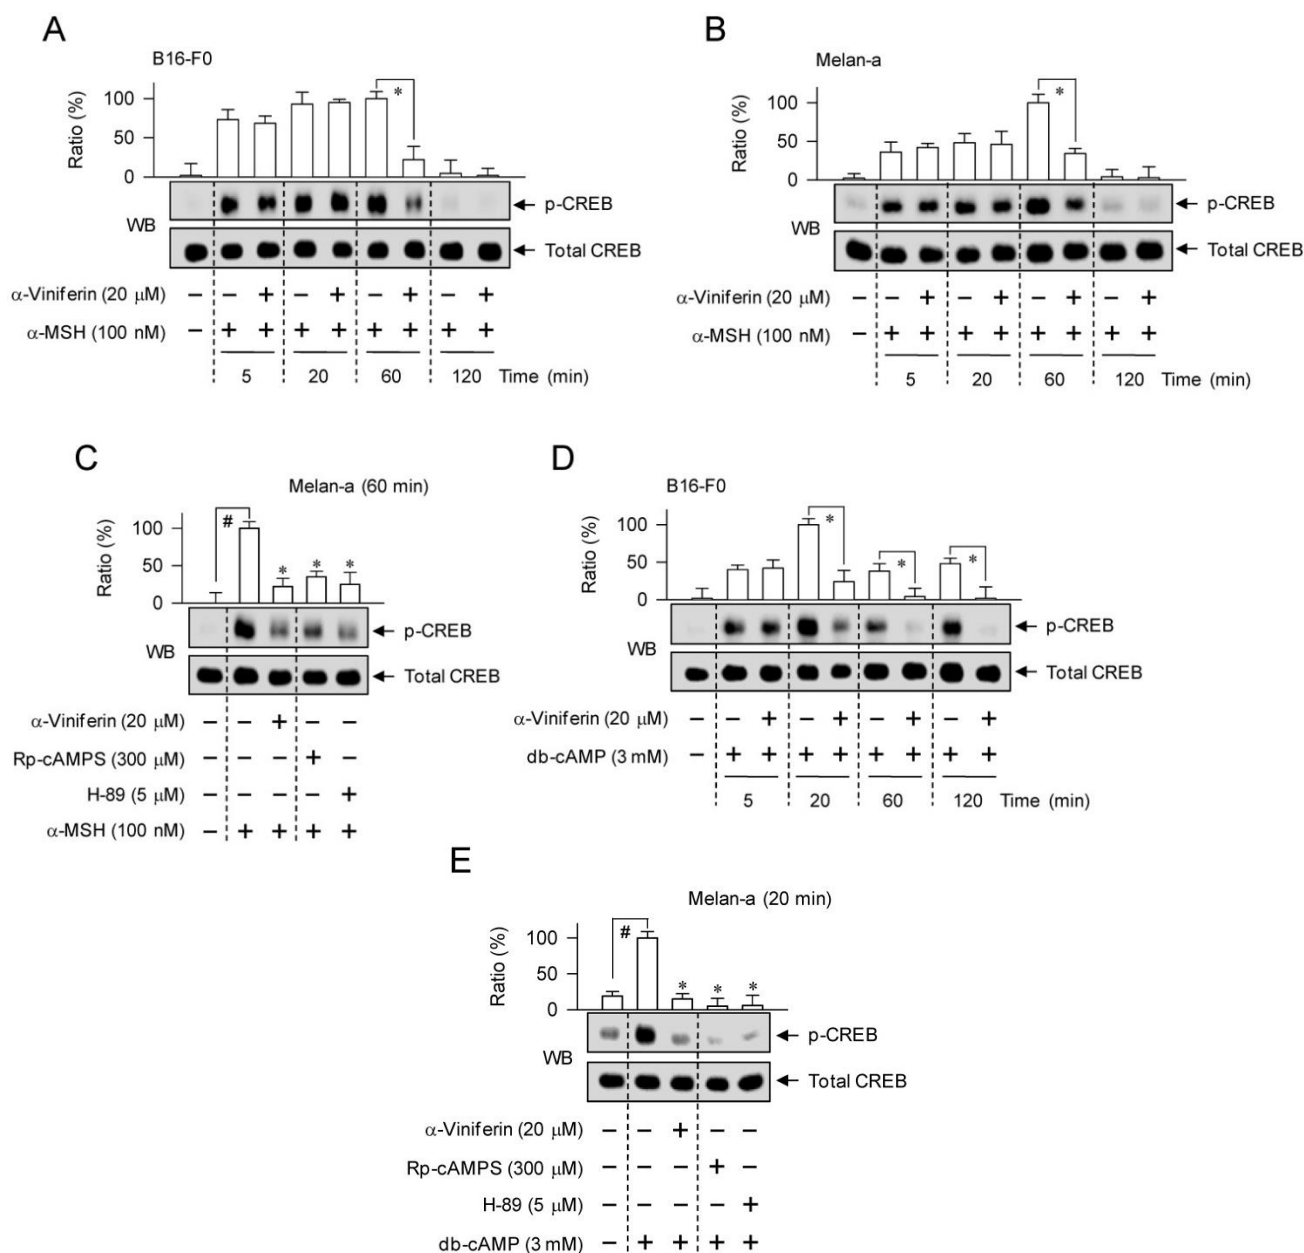 A
B16-F0
Ratio (%)
100
50
0
*
WB
p-CREB
Total CREB
α-Viniferin (20 μM) – – + – + – + – +
α-MSH (100 nM) – + + + + + + + +
5 20 60 120 Time (min)
B
Melan-a
Ratio (%)
100
50
0
*
WB
p-CREB
Total CREB
α-Viniferin (20 μM) – – + – + – + – +
α-MSH (100 nM) – + + + + + + + +
5 20 60 120 Time (min)
C
Melan-a (60 min)
Ratio (%)
100
50
0
# * * *
WB
p-CREB
Total CREB
α-Viniferin (20 μM) – – + – –
Rp-cAMPS (300 μM) – – – + –
H-89 (5 μM) – – – – +
α-MSH (100 nM) – + + + +
D
B16-F0
Ratio (%)
100
50
0
* * *
WB
p-CREB
Total CREB
α-Viniferin (20 μM) – – + – + – + – +
db-cAMP (3 mM) – + + + + + + + +
5 20 60 120 Time (min)
E
Melan-a (20 min)
Ratio (%)
100
50
0
# * * *
WB
p-CREB
Total CREB
α-Viniferin (20 μM) – – + – –
Rp-cAMPS (300 μM) – – – + –
H-89 (5 μM) – – – – +
db-cAMP (3 mM) – + + + +